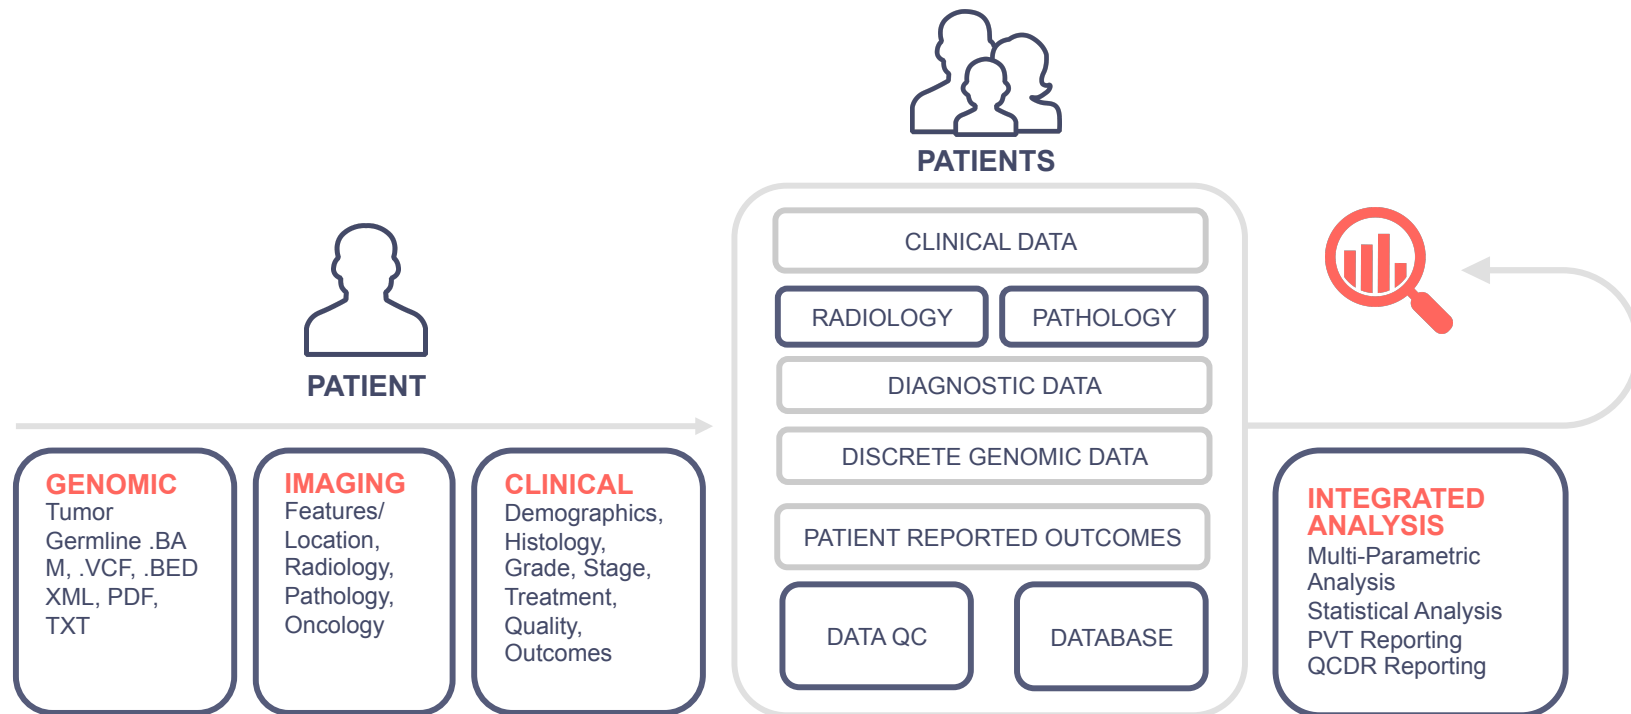 PATIENTS
CLINICAL DATA
RADIOLOGY
PATHOLOGY
DIAGNOSTIC DATA
DISCRETE GENOMIC DATA
PATIENT REPORTED OUTCOMES
DATA QC
DATABASE
PATIENT
GENOMIC
Tumor
Germline .BA
M, .VCF, .BED
XML, PDF,
TXT
IMAGING
Features/
Location,
Radiology,
Pathology,
Oncology
CLINICAL
Demographics,
Histology,
Grade, Stage,
Treatment,
Quality,
Outcomes
INTEGRATED
ANALYSIS
Multi-Parametric
Analysis
Statistical Analysis
PVT Reporting
QCDR Reporting